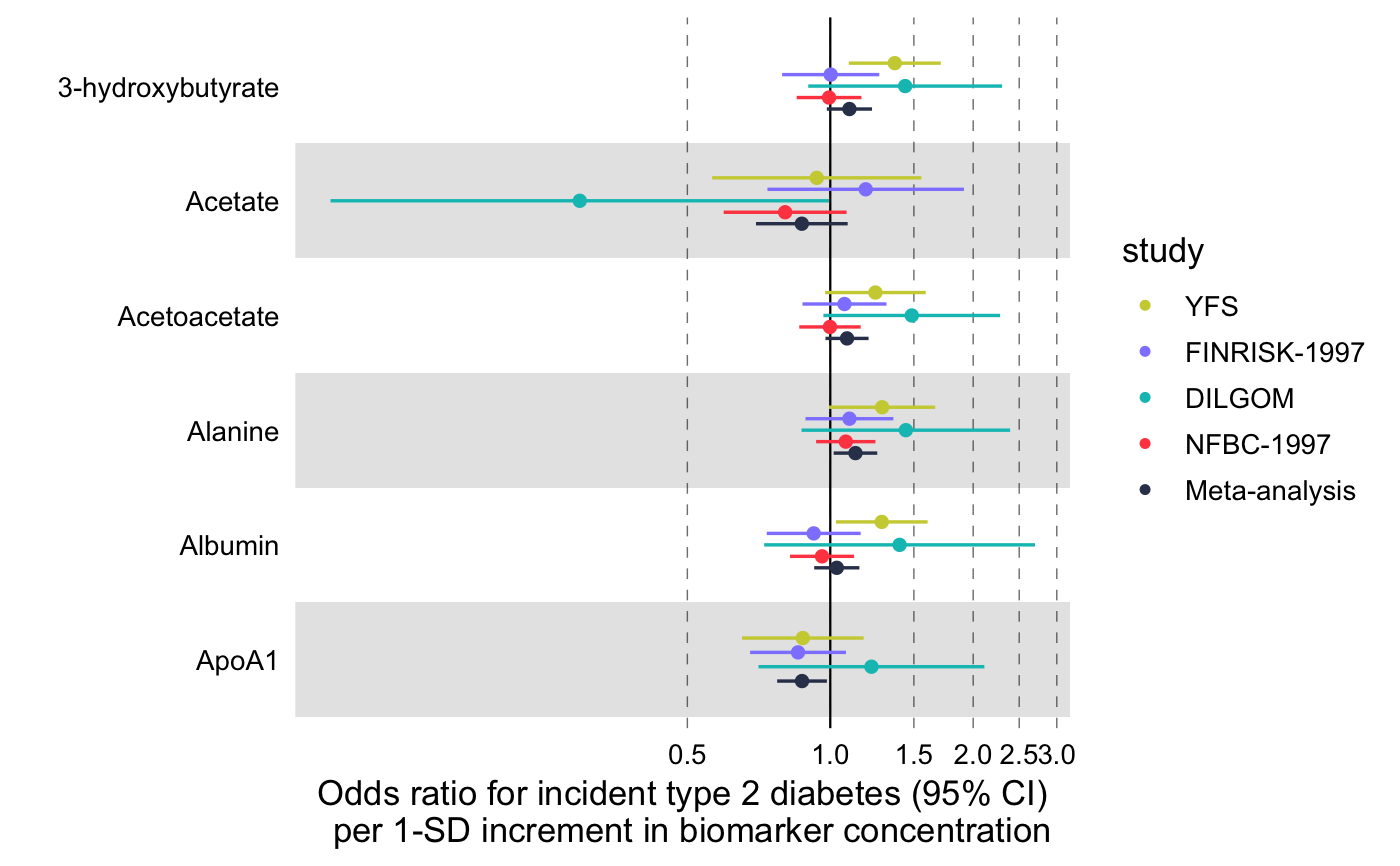 3-hydroxybutyrate
Acetate
Acetoacetate
Alanine
Albumin
ApoA1
0.5 1.0 1.5 2.0 2.5 3.0
Odds ratio for incident type 2 diabetes (95% CI)
per 1-SD increment in biomarker concentration
study
YFS
FINRISK-1997
DILGOM
NFBC-1997
Meta-analysis